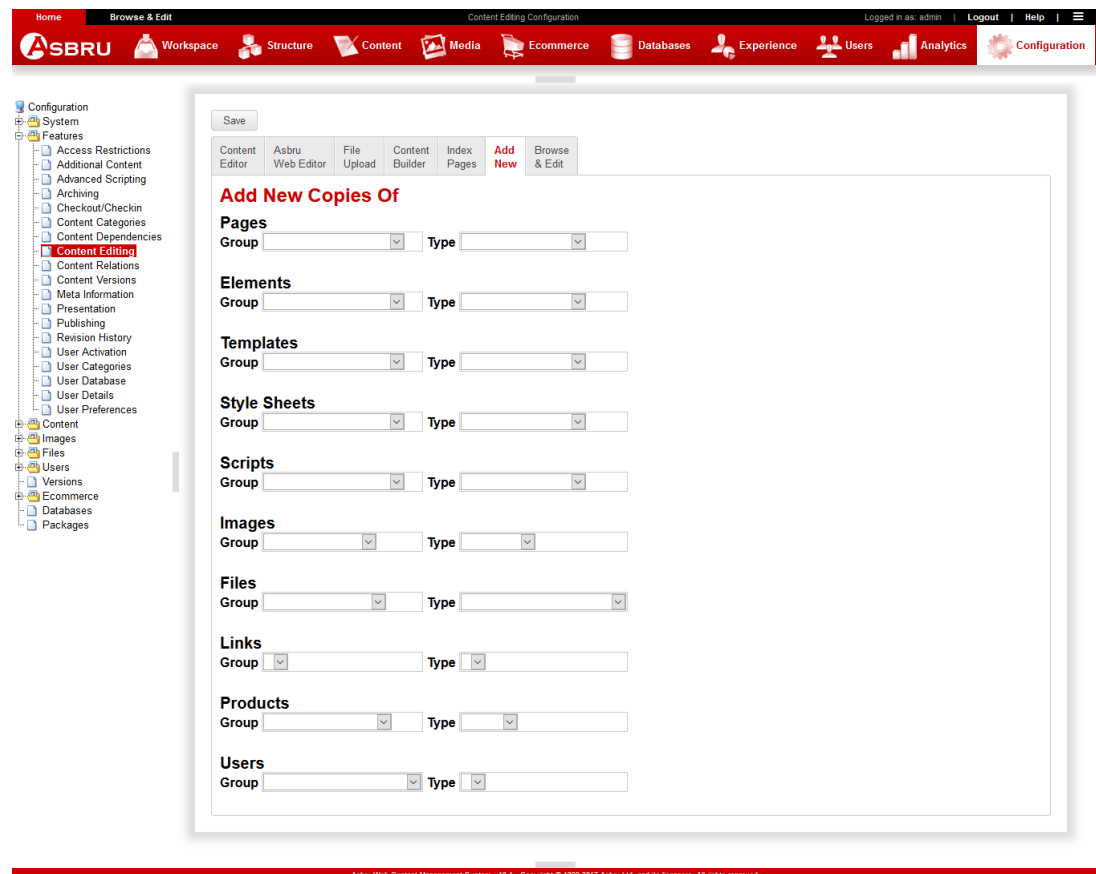 Home Browse & Edit Content Editing Configuration Logged in as: admin | Logout | Help |
ASBRU Workspace Structure Content Media Ecommerce Databases Experience Users Analytics Configuration
Configuration
System
Features
Access Restrictions
Additional Content
Advanced Scripting
Archiving
Checkout/Checkin
Content Categories
Content Dependencies
Content Editing
Content Relations
Content Versions
Meta Information
Presentation
Publishing
Revision History
User Activation
User Categories
User Database
User Details
User Preferences
Content
Images
Files
Users
Versions
Ecommerce
Databases
Packages
Save
Content Editor
Asbru Web Editor
File Upload
Content Builder
Index Pages
Add New
Browse & Edit
Add New Copies Of
Pages
Group Type
Elements
Group Type
Templates
Group Type
Style Sheets
Group Type
Scripts
Group Type
Images
Group Type
Files
Group Type
Links
Group Type
Products
Group Type
Users
Group Type